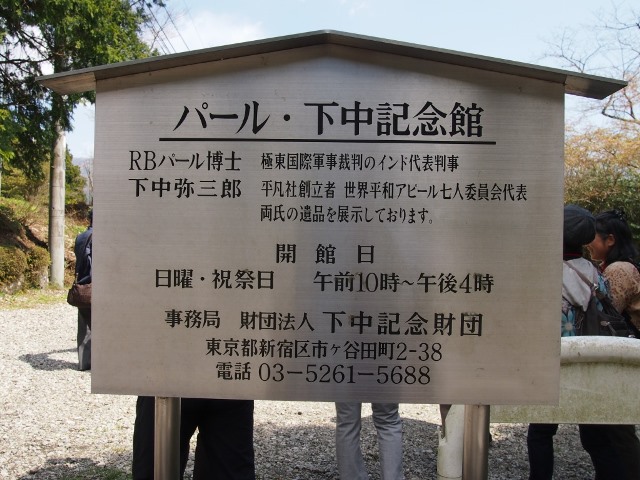 パール・下中記念館
RBパール博士 極東国際軍事裁判のインド代表判事
下中弥三郎 平凡社創立者 世界平和アピール七人委員会代表
両氏の遺品を展示しております。
開館日
日曜・祝祭日 午前10時～午後4時
事務局 財団法人 下中記念財団
東京都新宿区市ヶ谷田町2-38
電話 03-5261-5688